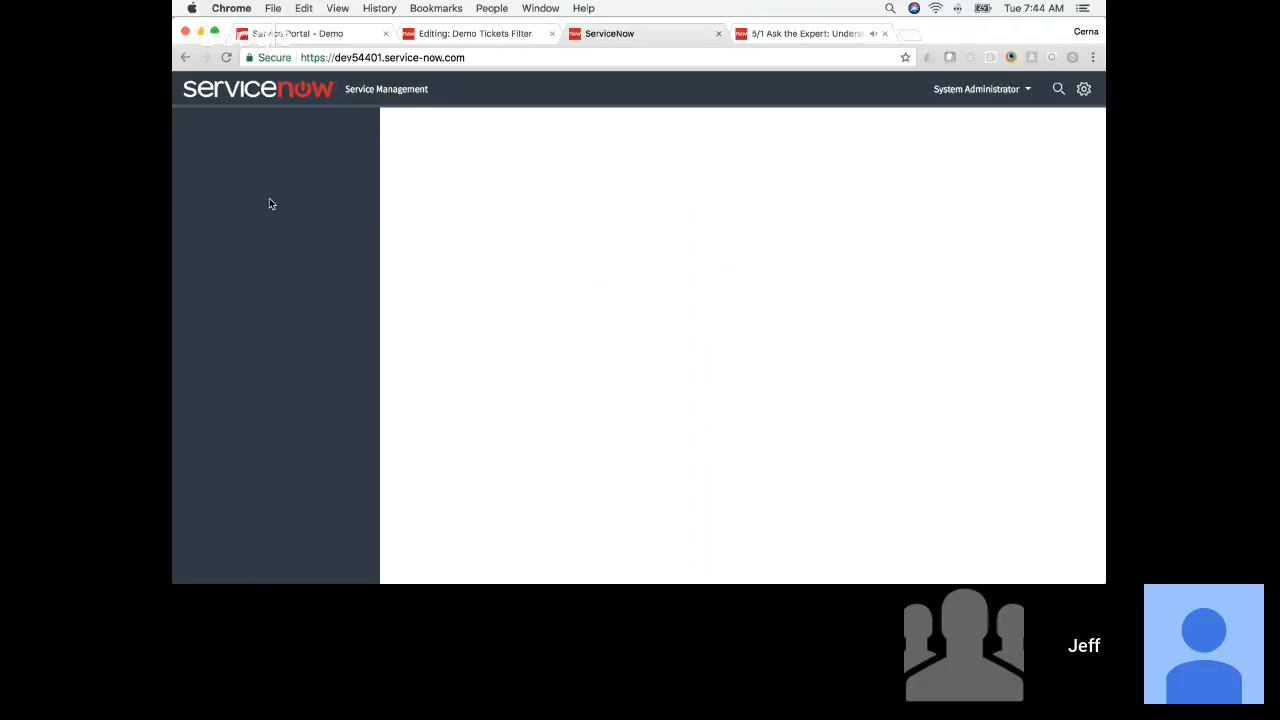 Chrome File Edit View History Bookmarks People Window Help Tue 7:44 AM
Service Portal - Demo Editing: Demo Tickets Filter ServiceNow 5/1 Ask the Expert: Unders Cerna
Secure https://dev54401.service-now.com
servicenow Service Management System Administrator
Jeff